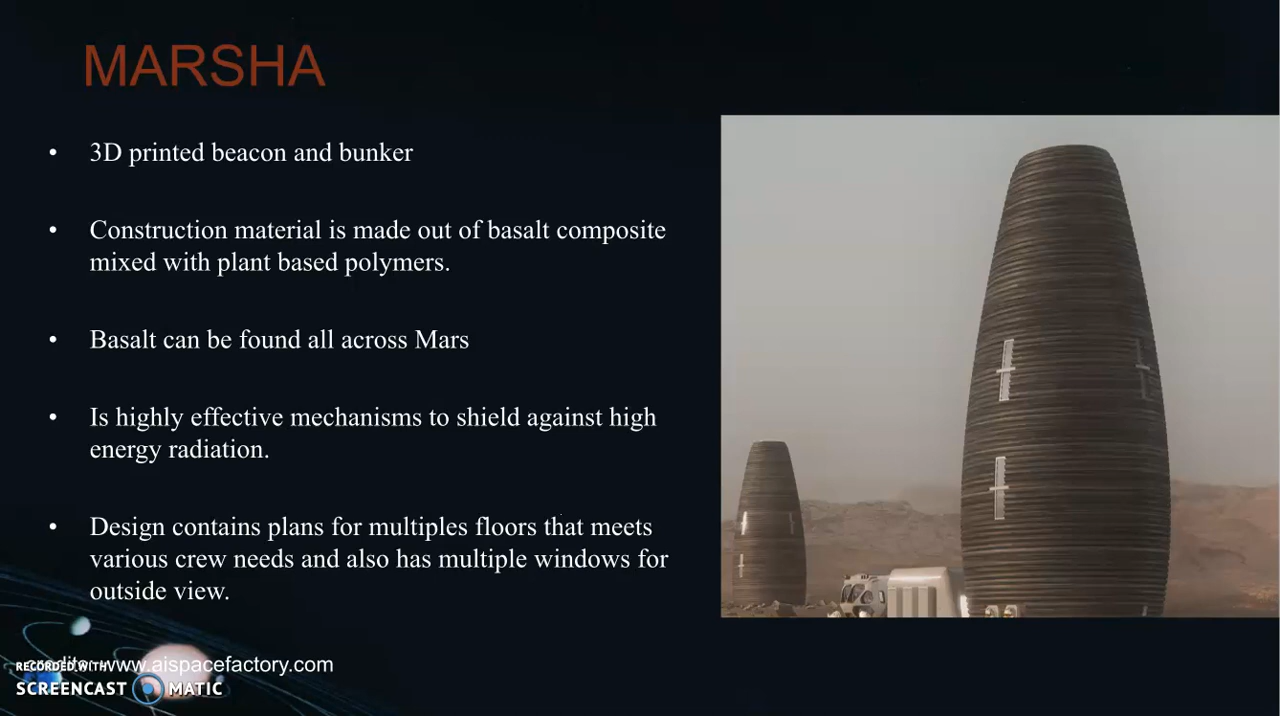 MARSHA
• 3D printed beacon and bunker
• Construction material is made out of basalt composite
mixed with plant based polymers.
• Basalt can be found all across Mars
• Is highly effective mechanisms to shield against high
energy radiation.
• Design contains plans for multiples floors that meets
various crew needs and also has multiple windows for
outside view.
www.aispacefactory.com
RECORDED WITH
SCREENCAST MATIC